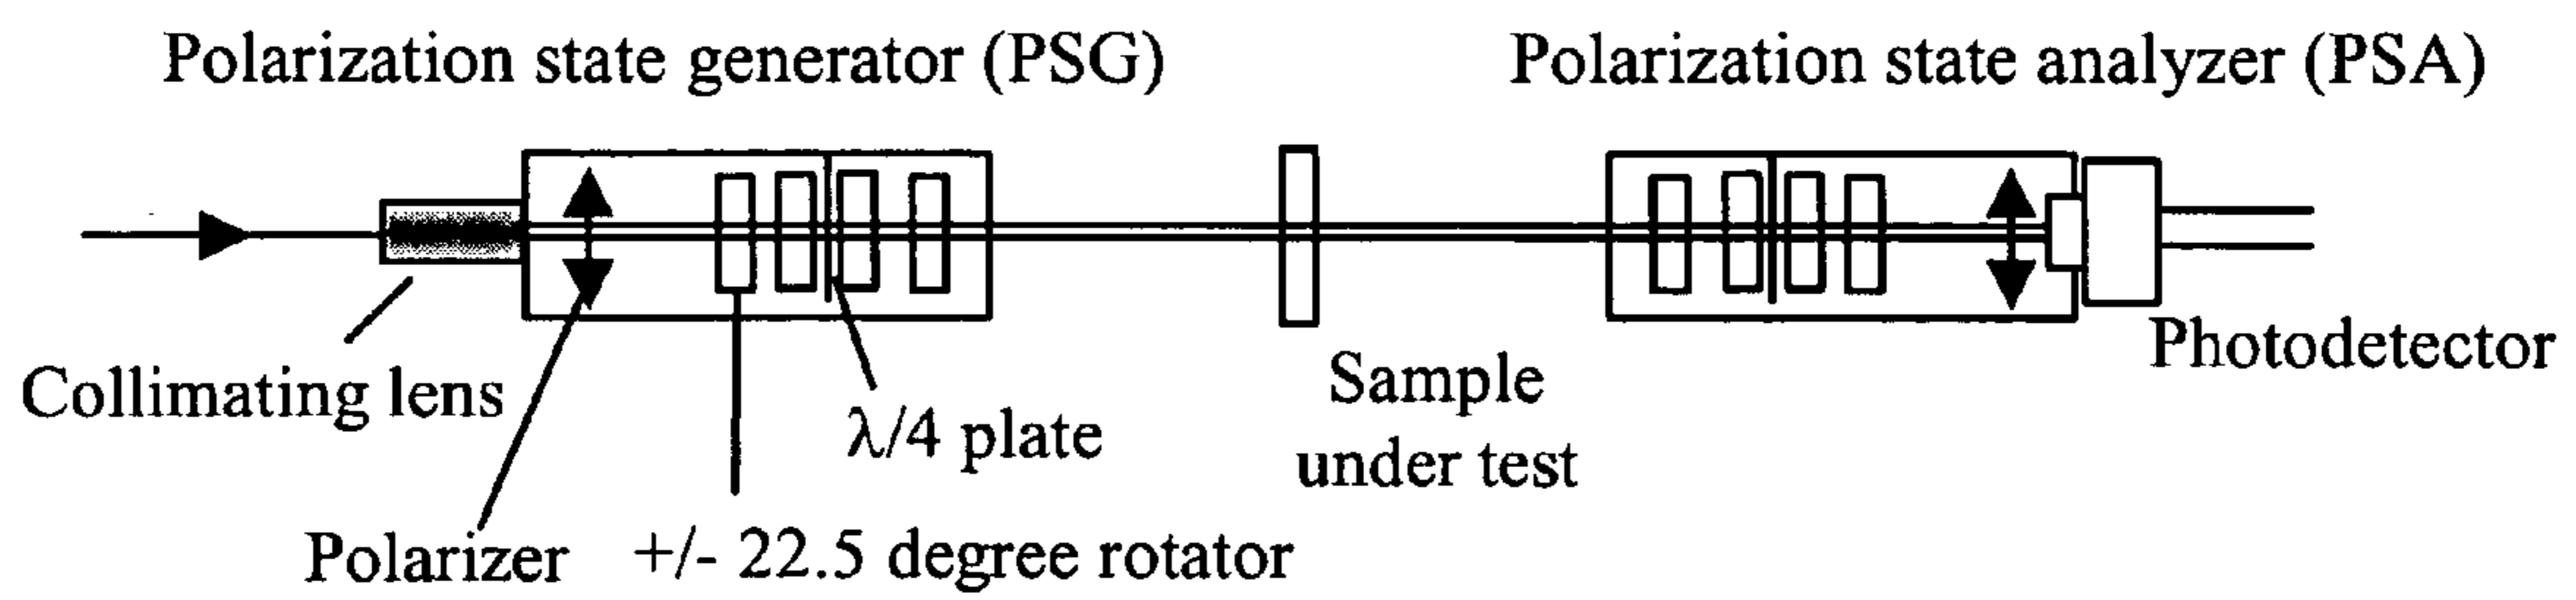 Polarization state generator (PSG)
Polarization state analyzer (PSA)
Collimating lens
Polarizer
+/- 22.5 degree rotator
λ/4 plate
Sample
under test
Photodetector